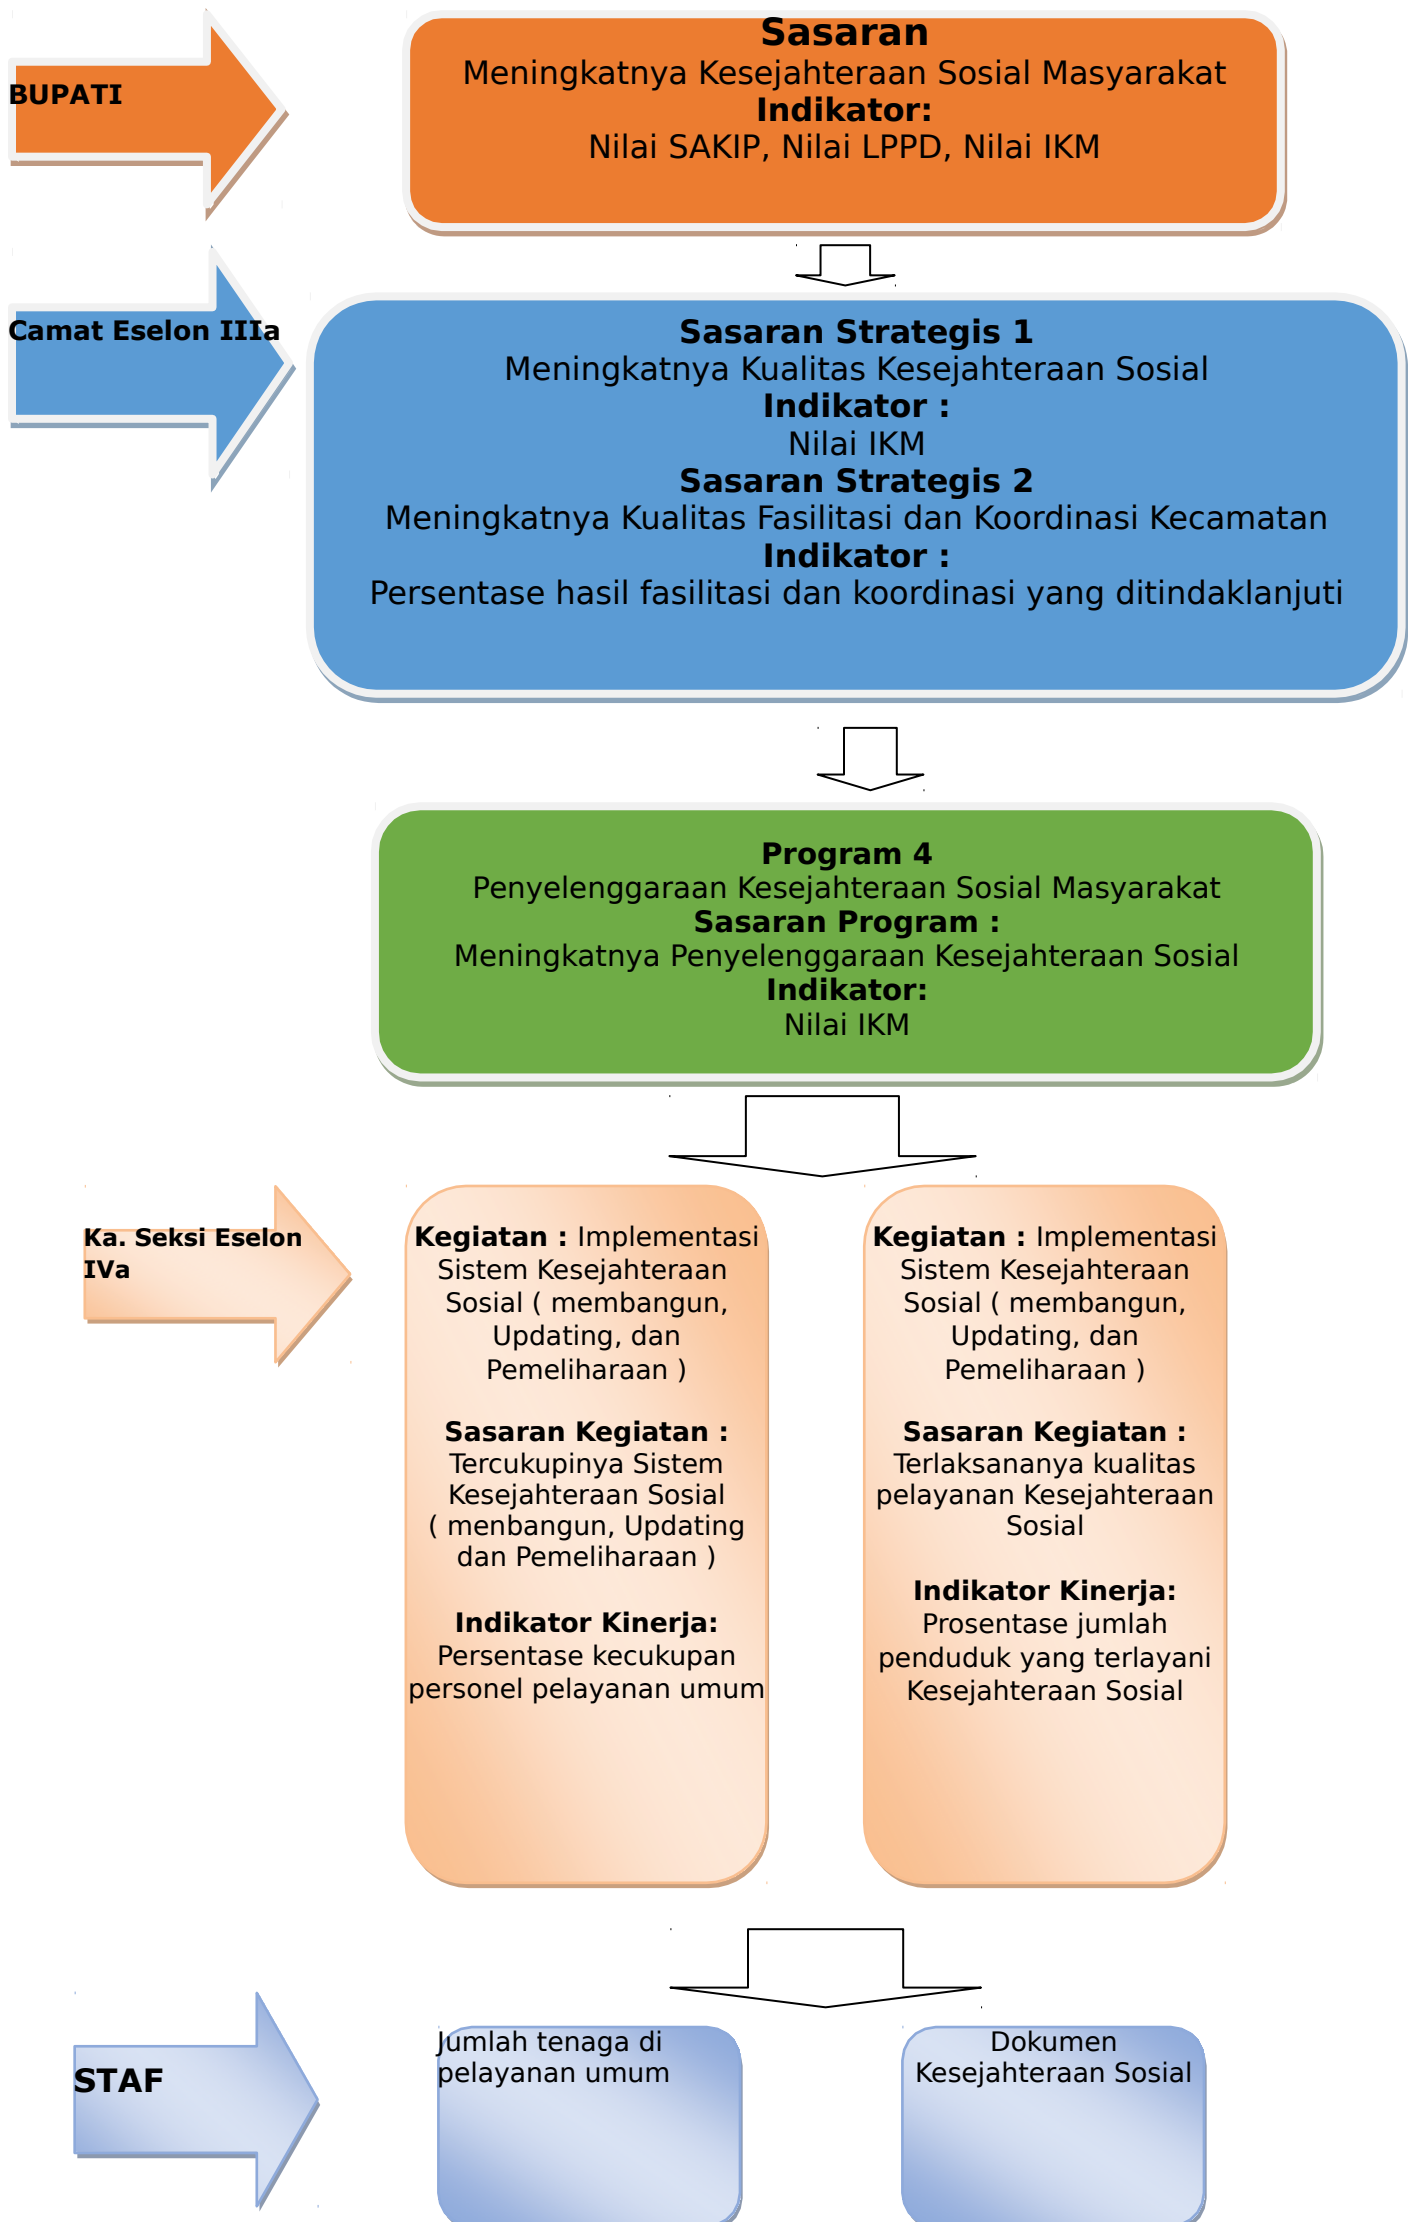 BUPATI
Sasaran
Meningkatnya Kesejahteraan Sosial Masyarakat
Indikator:
Nilai SAKIP, Nilai LPPD, Nilai IKM
Camat Eselon IIIa
Sasaran Strategis 1
Meningkatnya Kualitas Kesejahteraan Sosial
Indikator :
Nilai IKM
Sasaran Strategis 2
Meningkatnya Kualitas Fasilitasi dan Koordinasi Kecamatan
Indikator :
Persentase hasil fasilitasi dan koordinasi yang ditindaklanjuti
Program 4
Penyelenggaraan Kesejahteraan Sosial Masyarakat
Sasaran Program :
Meningkatnya Penyelenggaraan Kesejahteraan Sosial
Indikator:
Nilai IKM
Ka. Seksi Eselon
IVa
Kegiatan : Implementasi
Sistem Kesejahteraan
Sosial ( membangun,
Updating, dan
Pemeliharaan )
Sasaran Kegiatan :
Tercukupinya Sistem
Kesejahteraan Sosial
( menbangun, Updating
dan Pemeliharaan )
Indikator Kinerja:
Persentase kecukupan
personel pelayanan umum
Kegiatan : Implementasi
Sistem Kesejahteraan
Sosial ( membangun,
Updating, dan
Pemeliharaan )
Sasaran Kegiatan :
Terlaksananya kualitas
pelayanan Kesejahteraan
Sosial
Indikator Kinerja:
Prosentase jumlah
penduduk yang terlayani
Kesejahteraan Sosial
STAF
Jumlah tenaga di
pelayanan umum
Dokumen
Kesejahteraan Sosial